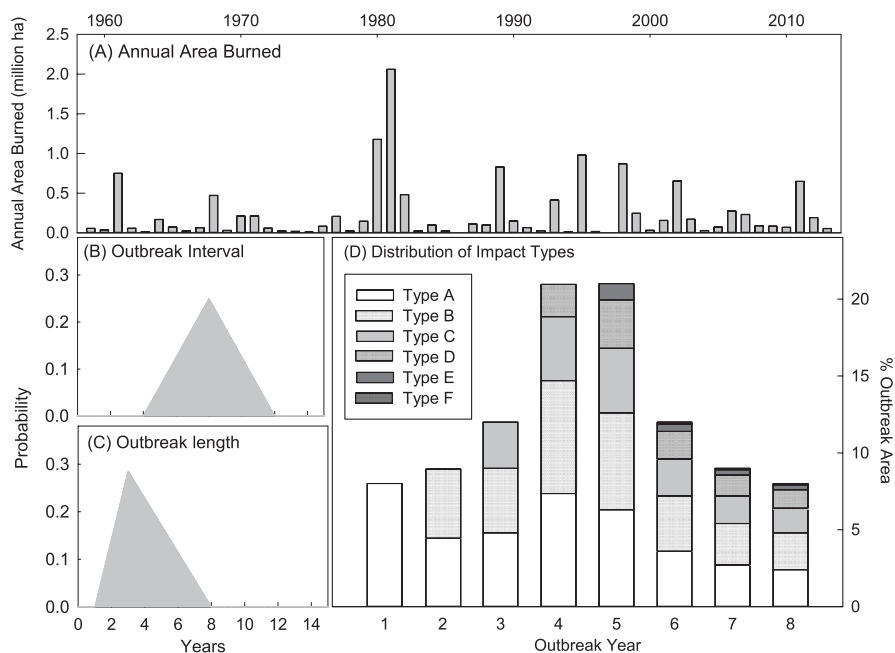 1960 1970 1980 1990 2000 2010
(A) Annual Area Burned
Annual Area Burned (million ha)
2.5
2.0
1.5
1.0
0.5
0.0
(B) Outbreak Interval
0.3
0.2
0.1
0.0
Probability
(C) Outbreak length
0.3
0.2
0.1
0.0
0 2 4 6 8 10 12 14
Years
(D) Distribution of Impact Types
Type A
Type B
Type C
Type D
Type E
Type F
20
15
10
5
0
% Outbreak Area
1 2 3 4 5 6 7 8
Outbreak Year